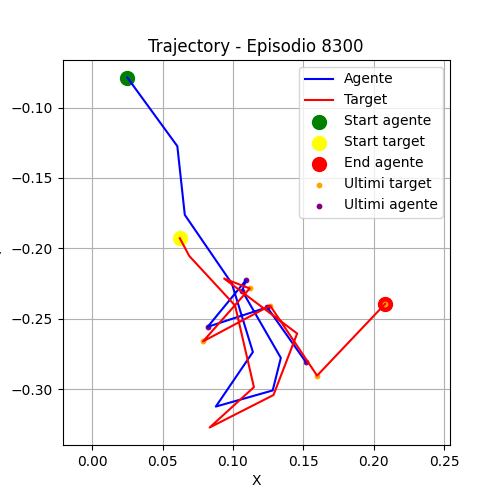 Trajectory - Episodio 8300
Agente
Target
Start agente
Start target
End agente
Ultimi target
Ultimi agente
−0.10
−0.15
−0.20
−0.25
−0.30
0.00
0.05
0.10
0.15
0.20
0.25
X